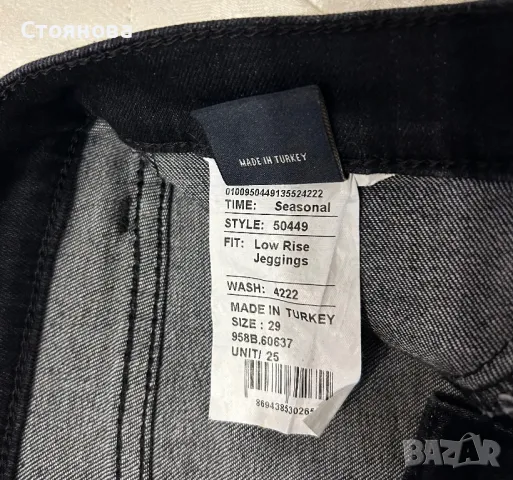 Стоянова
MADE IN TURKEY
0100950449135524222
TIME: Seasonal
STYLE: 50449
FIT: Low Rise
Jeggings
WASH: 4222
MADE IN TURKEY
SIZE : 29
958B.60637
UNIT/ 25
BAZAR